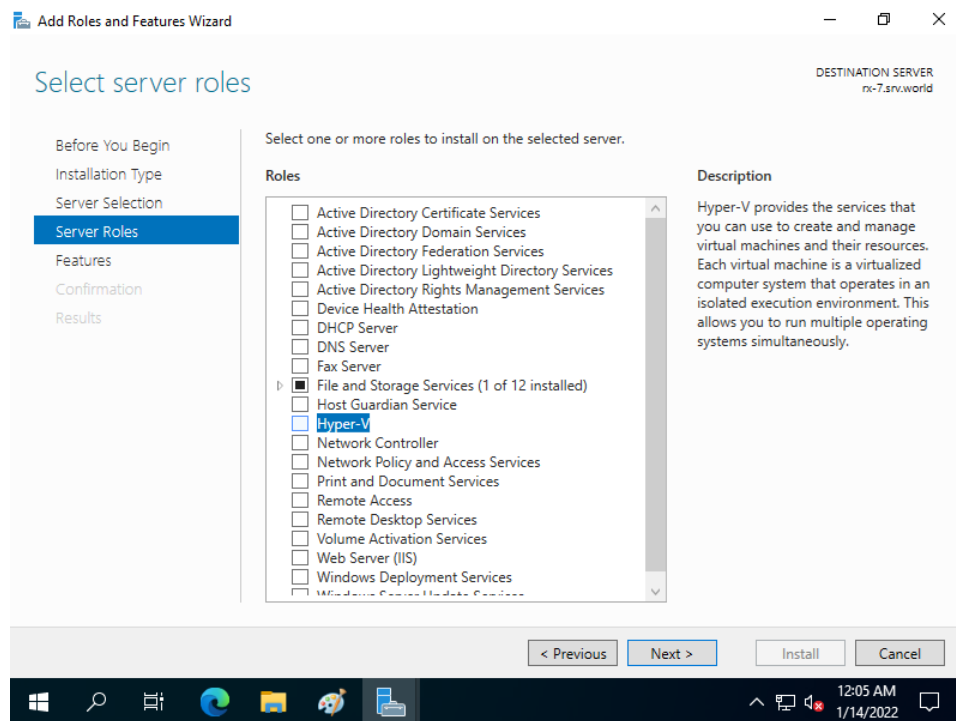 Add Roles and Features Wizard
Select server roles
DESTINATION SERVER
rx-7.srv.world
Before You Begin
Installation Type
Server Selection
Server Roles
Features
Confirmation
Results
Select one or more roles to install on the selected server.
Roles
Active Directory Certificate Services
Active Directory Domain Services
Active Directory Federation Services
Active Directory Lightweight Directory Services
Active Directory Rights Management Services
Device Health Attestation
DHCP Server
DNS Server
Fax Server
File and Storage Services (1 of 12 installed)
Host Guardian Service
Hyper-V
Network Controller
Network Policy and Access Services
Print and Document Services
Remote Access
Remote Desktop Services
Volume Activation Services
Web Server (IIS)
Windows Deployment Services
Windows Server Update Services
Description
Hyper-V provides the services that
you can use to create and manage
virtual machines and their resources.
Each virtual machine is a virtualized
computer system that operates in an
isolated execution environment. This
allows you to run multiple operating
systems simultaneously.
< Previous
Next >
Install
Cancel
12:05 AM
1/14/2022